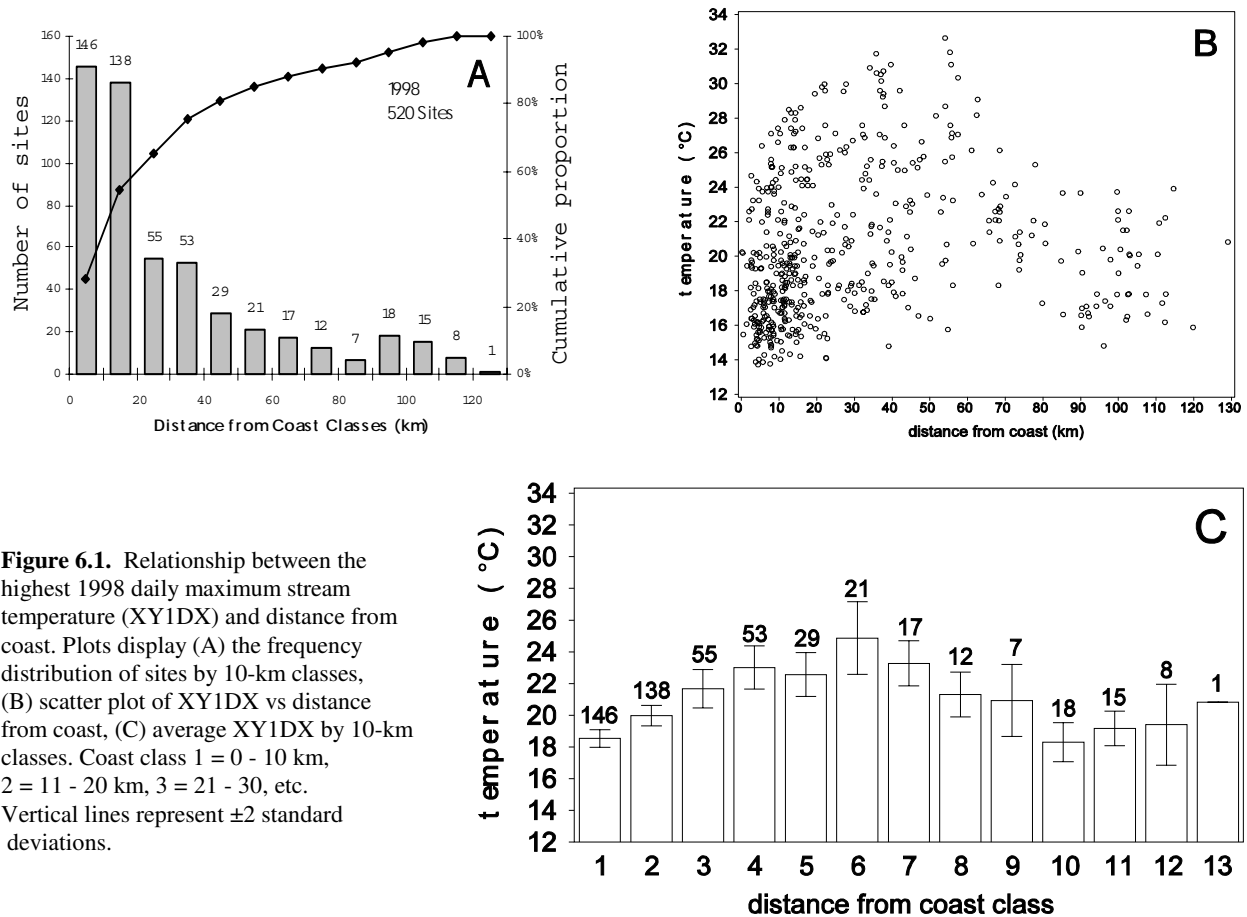 160
140
120
100
80
60
40
20
0
Number of sites
146
138
55
53
29
21
17
12
7
18
15
8
1
1998
520 Sites
A
100%
80%
60%
40%
20%
0%
Cumulative proportion
0 20 40 60 80 100 120
Distance from Coast Classes (km)
34
32
30
28
26
24
22
20
18
16
14
12
temperature (°C)
B
0 10 20 30 40 50 60 70 80 90 100 110 120 130
distance from coast (km)
Figure 6.1. Relationship between the
highest 1998 daily maximum stream
temperature (XY1DX) and distance from
coast. Plots display (A) the frequency
distribution of sites by 10-km classes,
(B) scatter plot of XY1DX vs distance
from coast, (C) average XY1DX by 10-km
classes. Coast class 1 = 0 - 10 km,
2 = 11 - 20 km, 3 = 21 - 30, etc.
Vertical lines represent ±2 standard
deviations.
34
32
30
28
26
24
22
20
18
16
14
12
temperature (°C)
C
146
138
55
53
29
21
17
12
7
18
15
8
1
1 2 3 4 5 6 7 8 9 10 11 12 13
distance from coast class